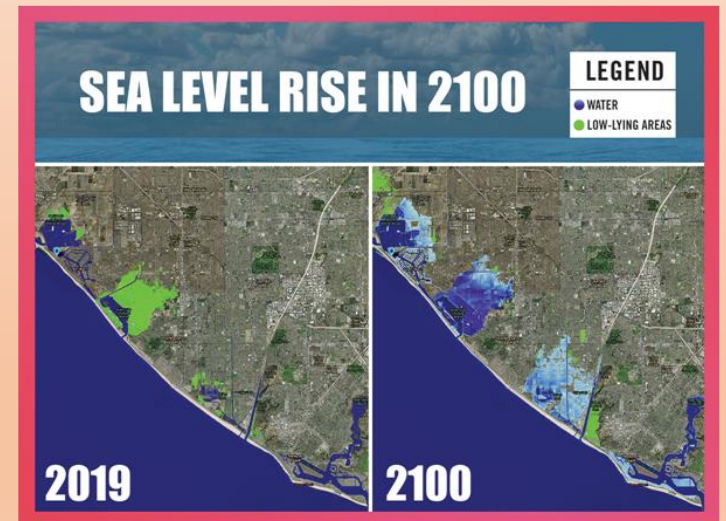 SEA LEVEL RISE IN 2100
LEGEND
WATER
LOW-LYING AREAS
2019
2100